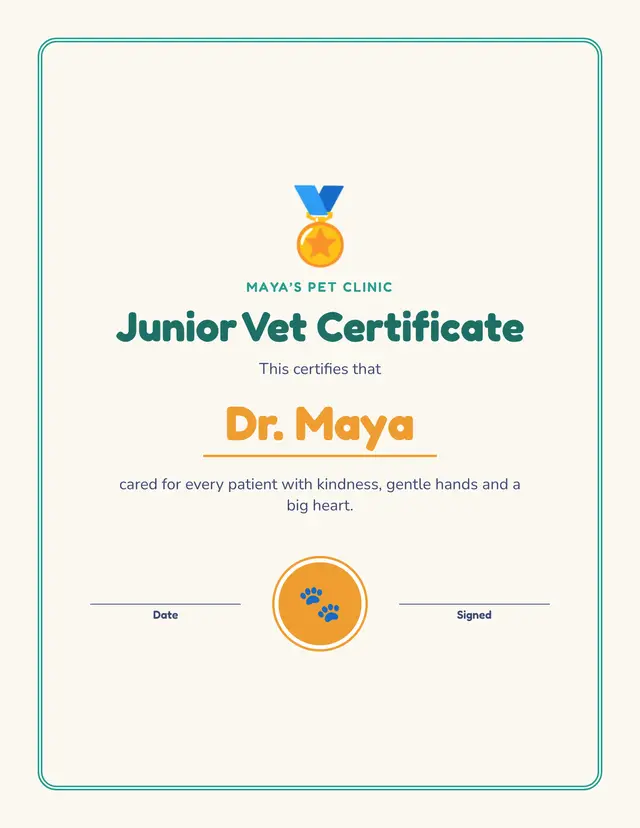 MAYA’S PET CLINIC
Junior Vet Certificate
This certifies that
Dr. Maya
cared for every patient with kindness, gentle hands and a
big heart.
Date
Signed